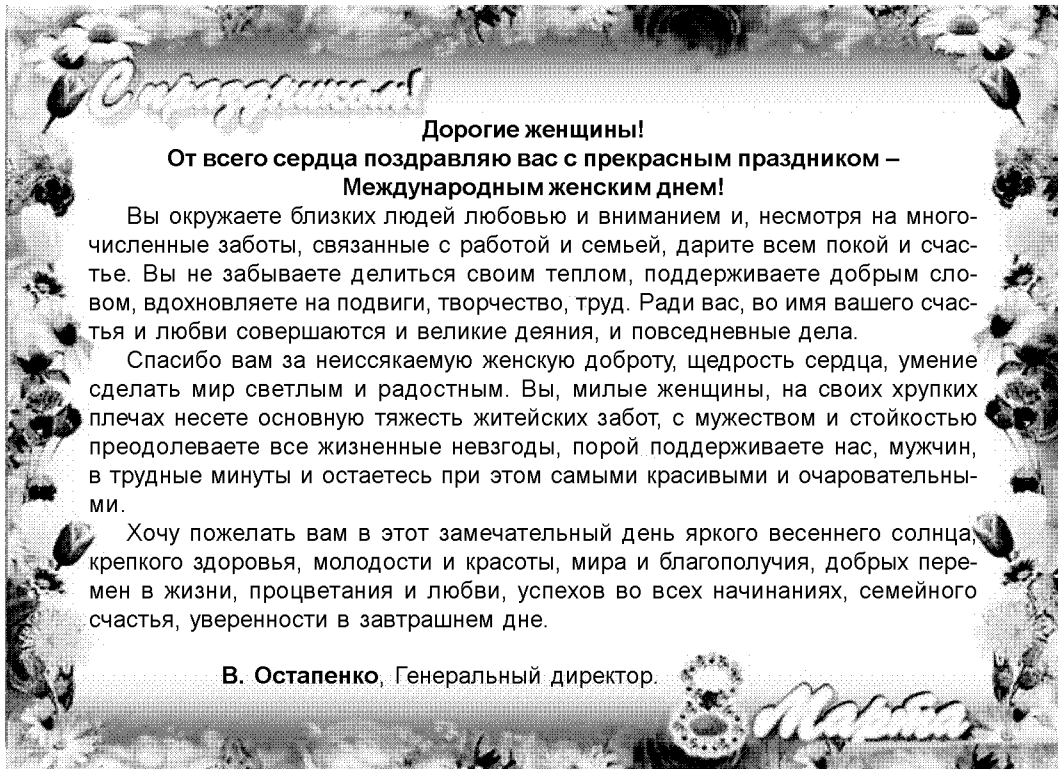 С праздником!
Дорогие женщины!
От всего сердца поздравляю вас с прекрасным праздником –
Международным женским днем!
Вы окружаете близких людей любовью и вниманием и, несмотря на много-
численные заботы, связанные с работой и семьей, дарите всем покой и счас-
тье. Вы не забываете делиться своим теплом, поддерживаете добрым сло-
вом, вдохновляете на подвиги, творчество, труд. Ради вас, во имя вашего счас-
тья и любви совершаются и великие деяния, и повседневные дела.
Спасибо вам за неиссякаемую женскую доброту, щедрость сердца, умение
сделать мир светлым и радостным. Вы, милые женщины, на своих хрупких
плечах несете основную тяжесть житейских забот, с мужеством и стойкостью
преодолеваете все жизненные невзгоды, порой поддерживаете нас, мужчин,
в трудные минуты и остаетесь при этом самыми красивыми и очаровательны-
ми.
Хочу пожелать вам в этот замечательный день яркого весеннего солнца,
крепкого здоровья, молодости и красоты, мира и благополучия, добрых пере-
мен в жизни, процветания и любви, успехов во всех начинаниях, семейного
счастья, уверенности в завтрашнем дне.
В. Остапенко, Генеральный директор.
8 Марта